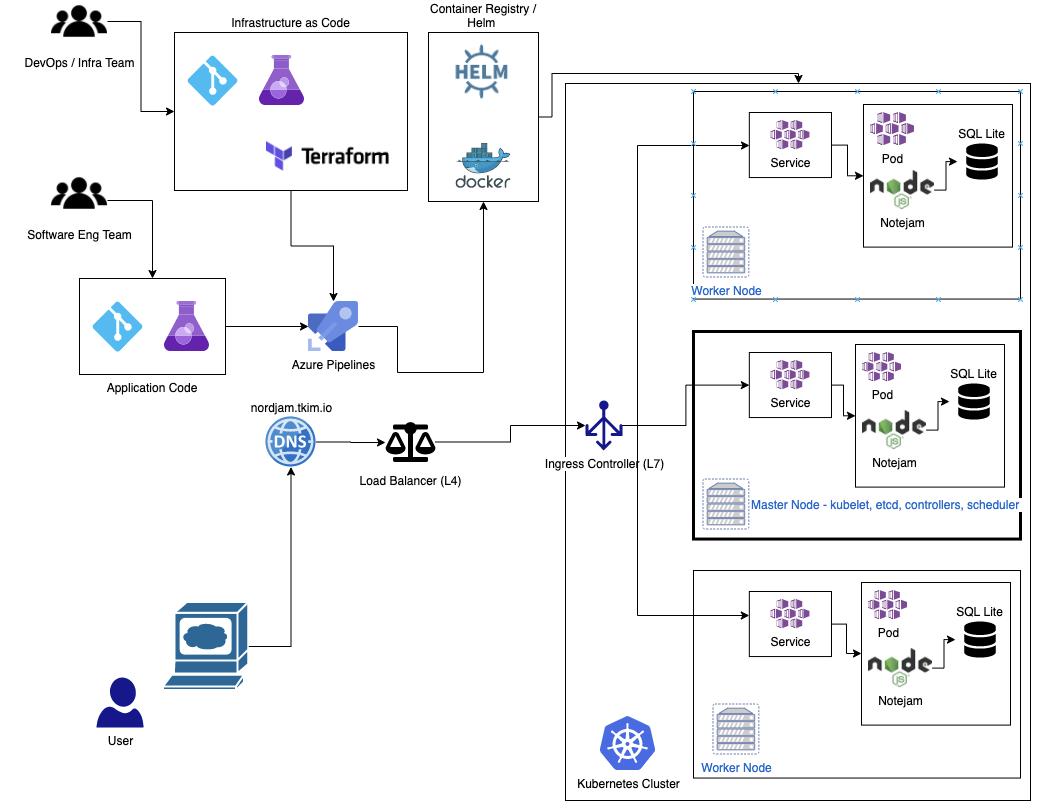 DevOps / Infra Team
Infrastructure as Code
Terraform
Container Registry /
Helm
HELM
docker
Software Eng Team
Application Code
Azure Pipelines
nordjam.tkim.io
DNS
Load Balancer (L4)
Ingress Controller (L7)
User
Kubernetes Cluster
Service
Pod
SQL Lite
node
JS
Notejam
Worker Node
Service
Pod
SQL Lite
node
JS
Notejam
Master Node - kubelet, etcd, controllers, scheduler
Service
Pod
SQL Lite
node
JS
Notejam
Worker Node